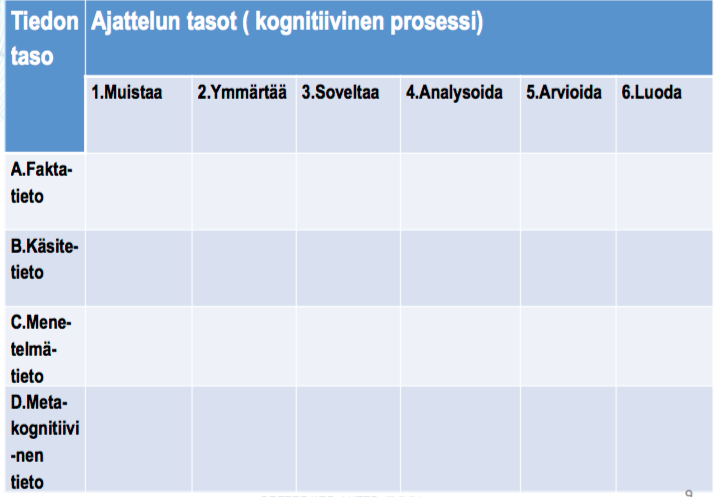 Tiedon
taso
Ajattelun tasot ( kognitiivinen prosessi)
1.Muistaa
2.Ymmärtää
3.Soveltaa
4.Analysoida
5.Arvioida
6.Luoda
A.Fakta-
tieto
B.Käsite-
tieto
C.Mene-
telmä-
tieto
D.Meta-
kognitiivi
-nen
tieto
9